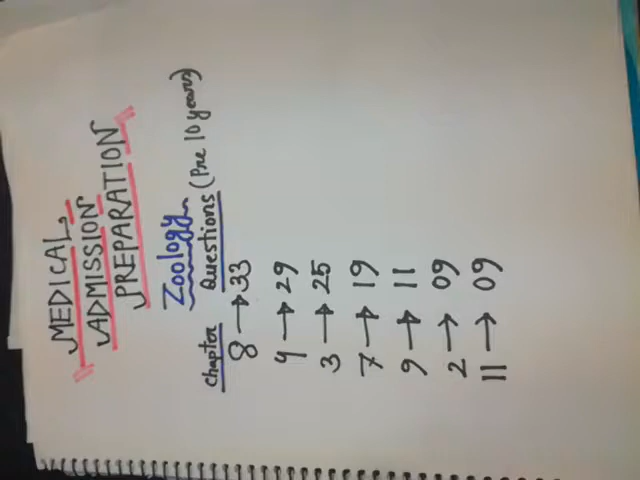 MEDICAL
ADMISSION
PREPARATION
Zoology
Chapter Questions (Pre 10 years)
8 → 33
4 → 29
3 → 25
7 → 19
9 → 11
2 → 09
11 → 09